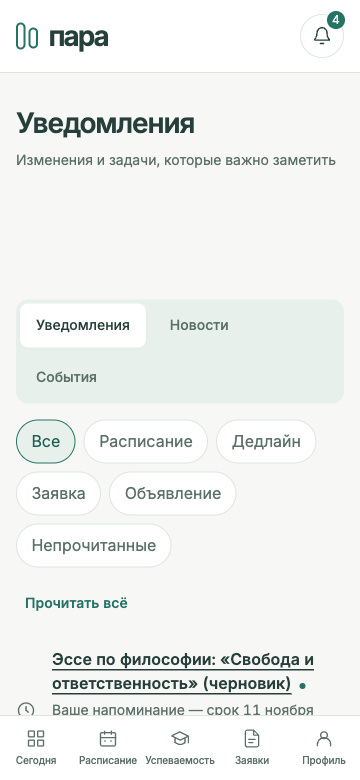 пара
4
Уведомления
Изменения и задачи, которые важно заметить
Уведомления
Новости
События
Все
Расписание
Дедлайн
Заявка
Объявление
Непрочитанные
Прочитать всё
Эссе по философии: «Свобода и
ответственность» (черновик)
Ваше напоминание — срок 11 ноября
Сегодня
Расписание
Успеваемость
Заявки
Профиль